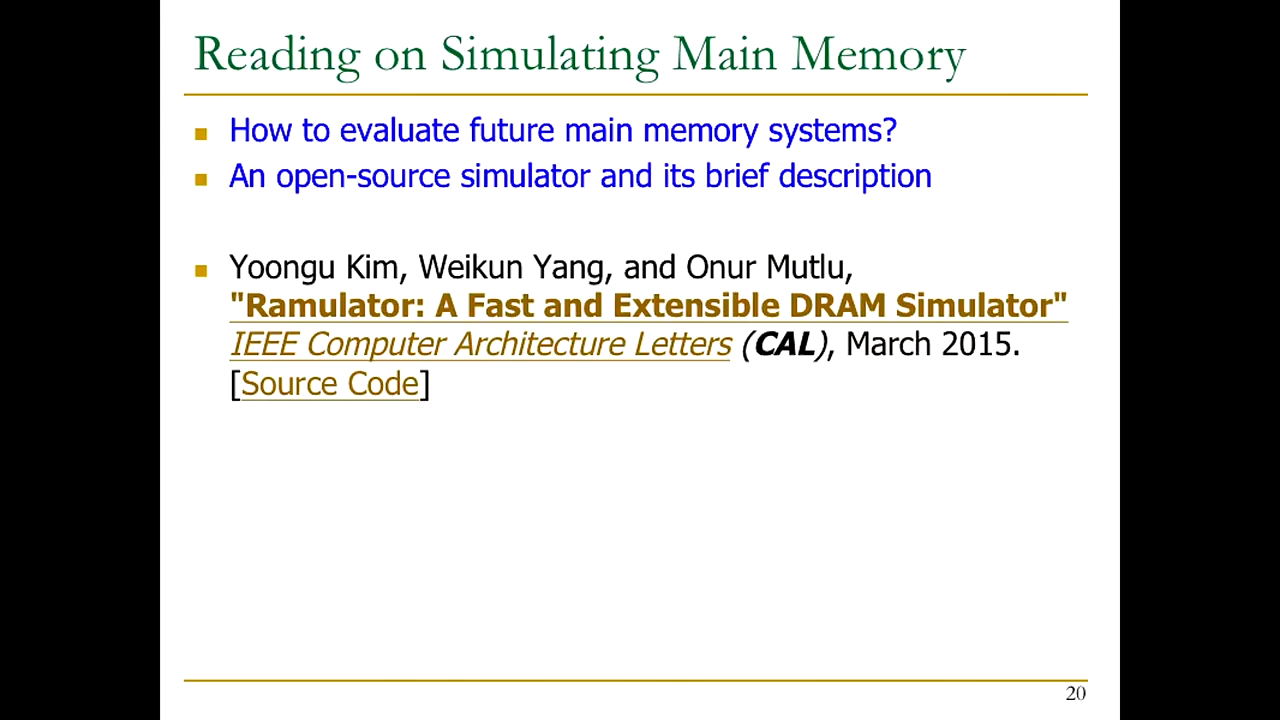 Reading on Simulating Main Memory
How to evaluate future main memory systems?
An open-source simulator and its brief description
Yoongu Kim, Weikun Yang, and Onur Mutlu,
"Ramulator: A Fast and Extensible DRAM Simulator"
IEEE Computer Architecture Letters (CAL), March 2015.
[Source Code]
20